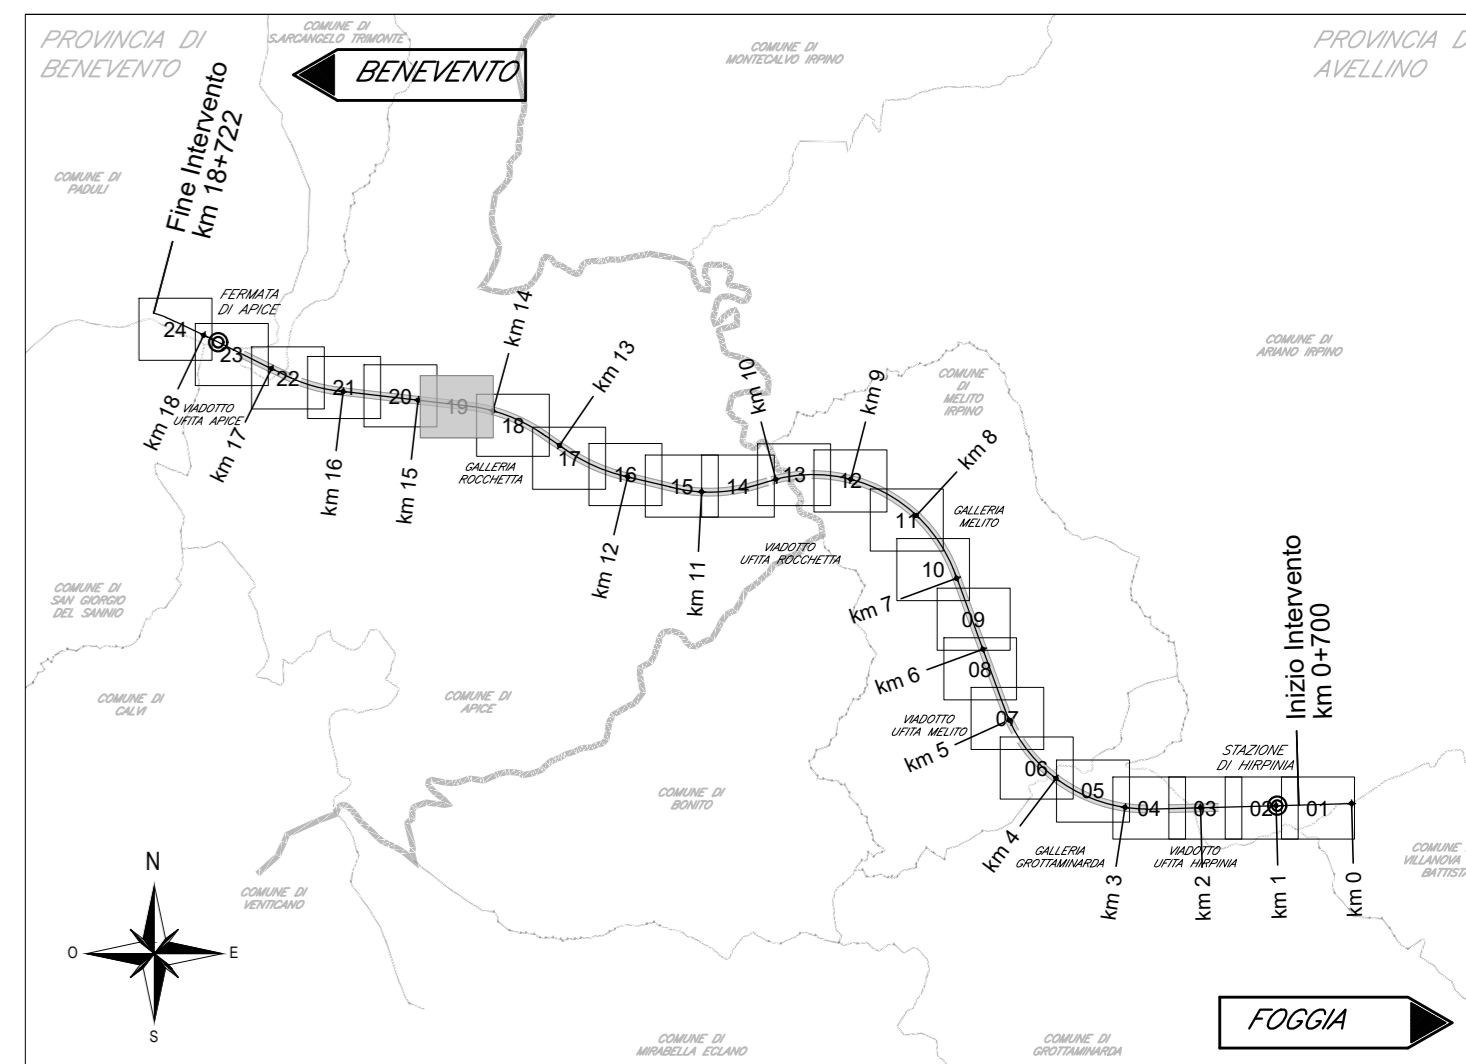 PROVINCIA DI
BENEVENTO
COMUNE DI
S.ARCANGELO TRIMONTE
BENEVENTO
COMUNE DI
MONTECALVO IRPINO
PROVINCIA D
AVELLINO
Fine Intervento
km 18+722
COMUNE DI
PADULI
FERMATA
DI APICE
24
23
22
21
20
19
18
17
16
15
14
13
12
11
10
09
08
07
06
05
04
03
02
01
km 18
VIADOTTO
UFITA APICE
km 17
km 16
km 15
km 14
km 13
GALLERIA
ROCCHETTA
km 12
km 11
km 10
VIADOTTO
UFITA ROCCHETTA
km 9
km 8
COMUNE
DI
MELITO
IRPINO
COMUNE DI
ARIANO IRPINO
GALLERIA
MELITO
km 7
km 6
VIADOTTO
UFITA MELITO
km 5
km 4
GALLERIA
GROTTAMINARDA
km 3
VIADOTTO
UFITA HIRPINIA
km 2
km 1
km 0
STAZIONE
DI HIRPINIA
Inizio Intervento
km 0+700
COMUNE DI
SAN GIORGIO
DEL SANNIO
COMUNE DI
CALVI
COMUNE DI
APICE
COMUNE DI
BONITO
COMUNE DI
VENTICANO
COMUNE
VILLANOVA
BATTIST
N
O
E
S
COMUNE DI
MIRABELLA ECLANO
COMUNE DI
GROTTAMINARDA
FOGGIA